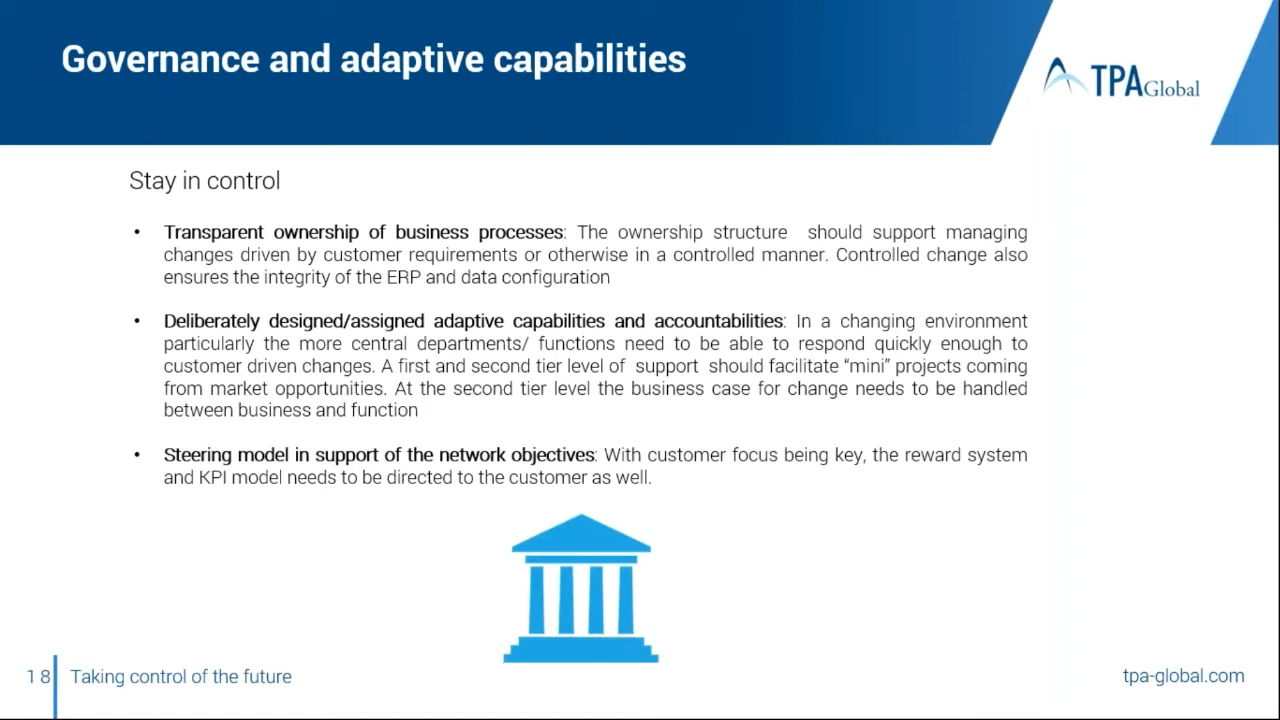 Governance and adaptive capabilities
TPAGlobal
Stay in control
• Transparent ownership of business processes: The ownership structure should support managing
changes driven by customer requirements or otherwise in a controlled manner. Controlled change also
ensures the integrity of the ERP and data configuration
• Deliberately designed/assigned adaptive capabilities and accountabilities: In a changing environment
particularly the more central departments/ functions need to be able to respond quickly enough to
customer driven changes. A first and second tier level of support should facilitate “mini” projects coming
from market opportunities. At the second tier level the business case for change needs to be handled
between business and function
• Steering model in support of the network objectives: With customer focus being key, the reward system
and KPI model needs to be directed to the customer as well.
18 Taking control of the future
tpa-global.com